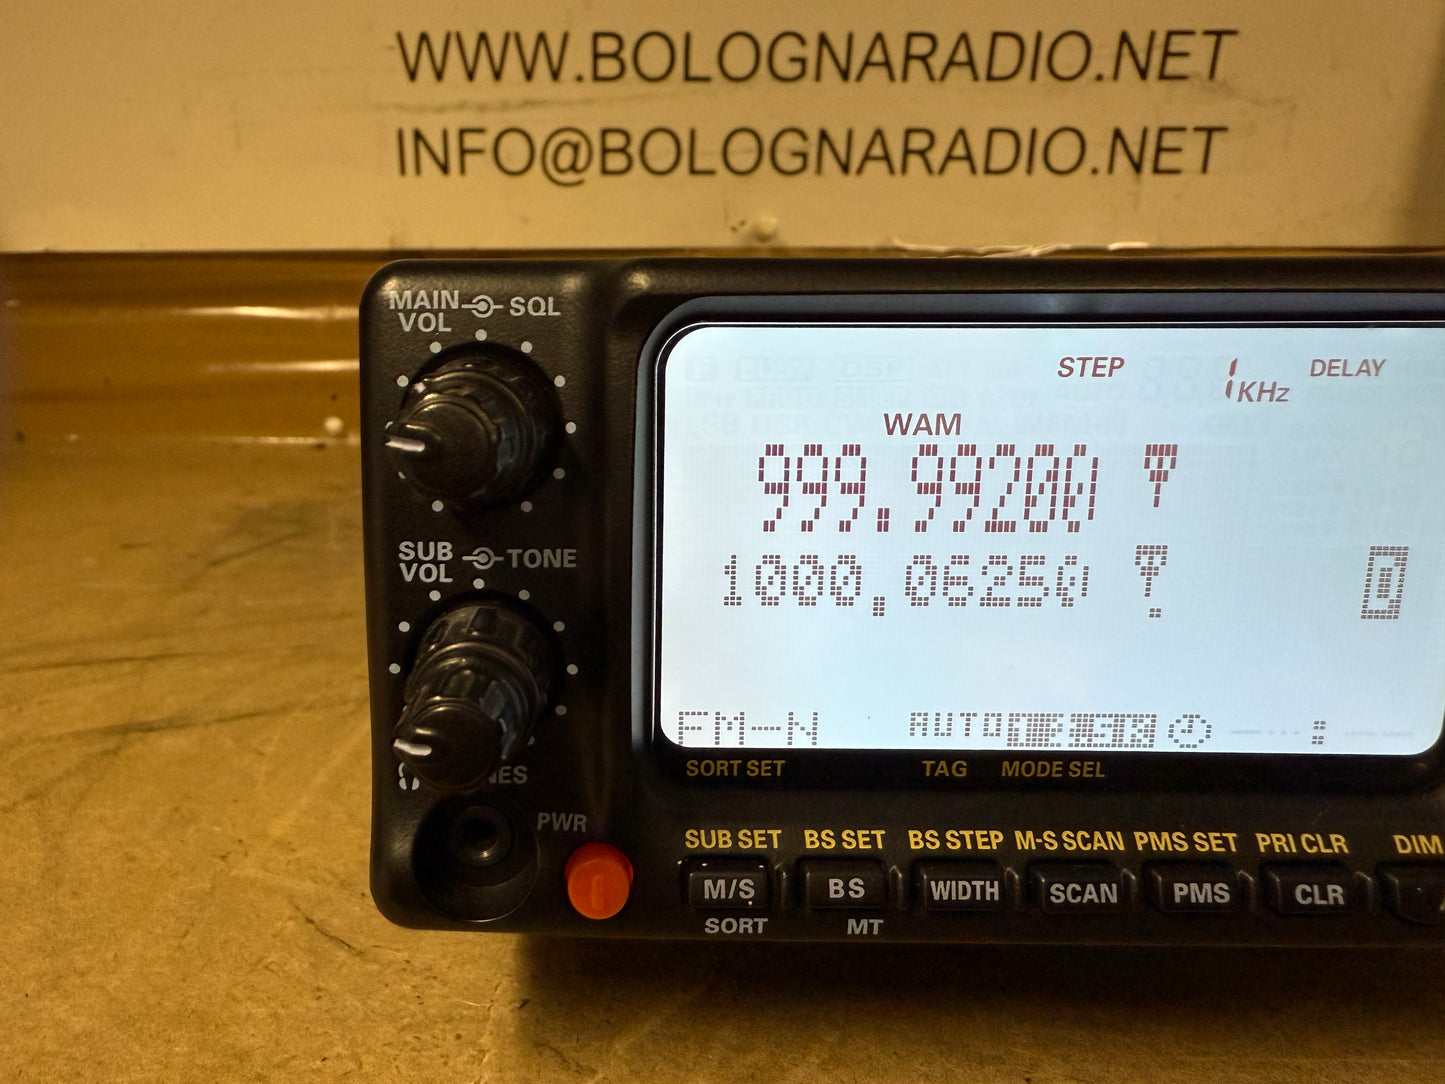 WWW.BOLOGNARADIO.NET
INFO@BOLOGNARADIO.NET
MAIN VOL SQL
SUB VOL TONE
PWR
STEP 1 KHz DELAY
WAM
999.99200
1000.06250
FM-N AUTO
SORT SET TAG MODE SEL
SUB SET BS SET BS STEP M-S SCAN PMS SET PRI CLR DIM
M/S BS WIDTH SCAN PMS CLR
SORT MT